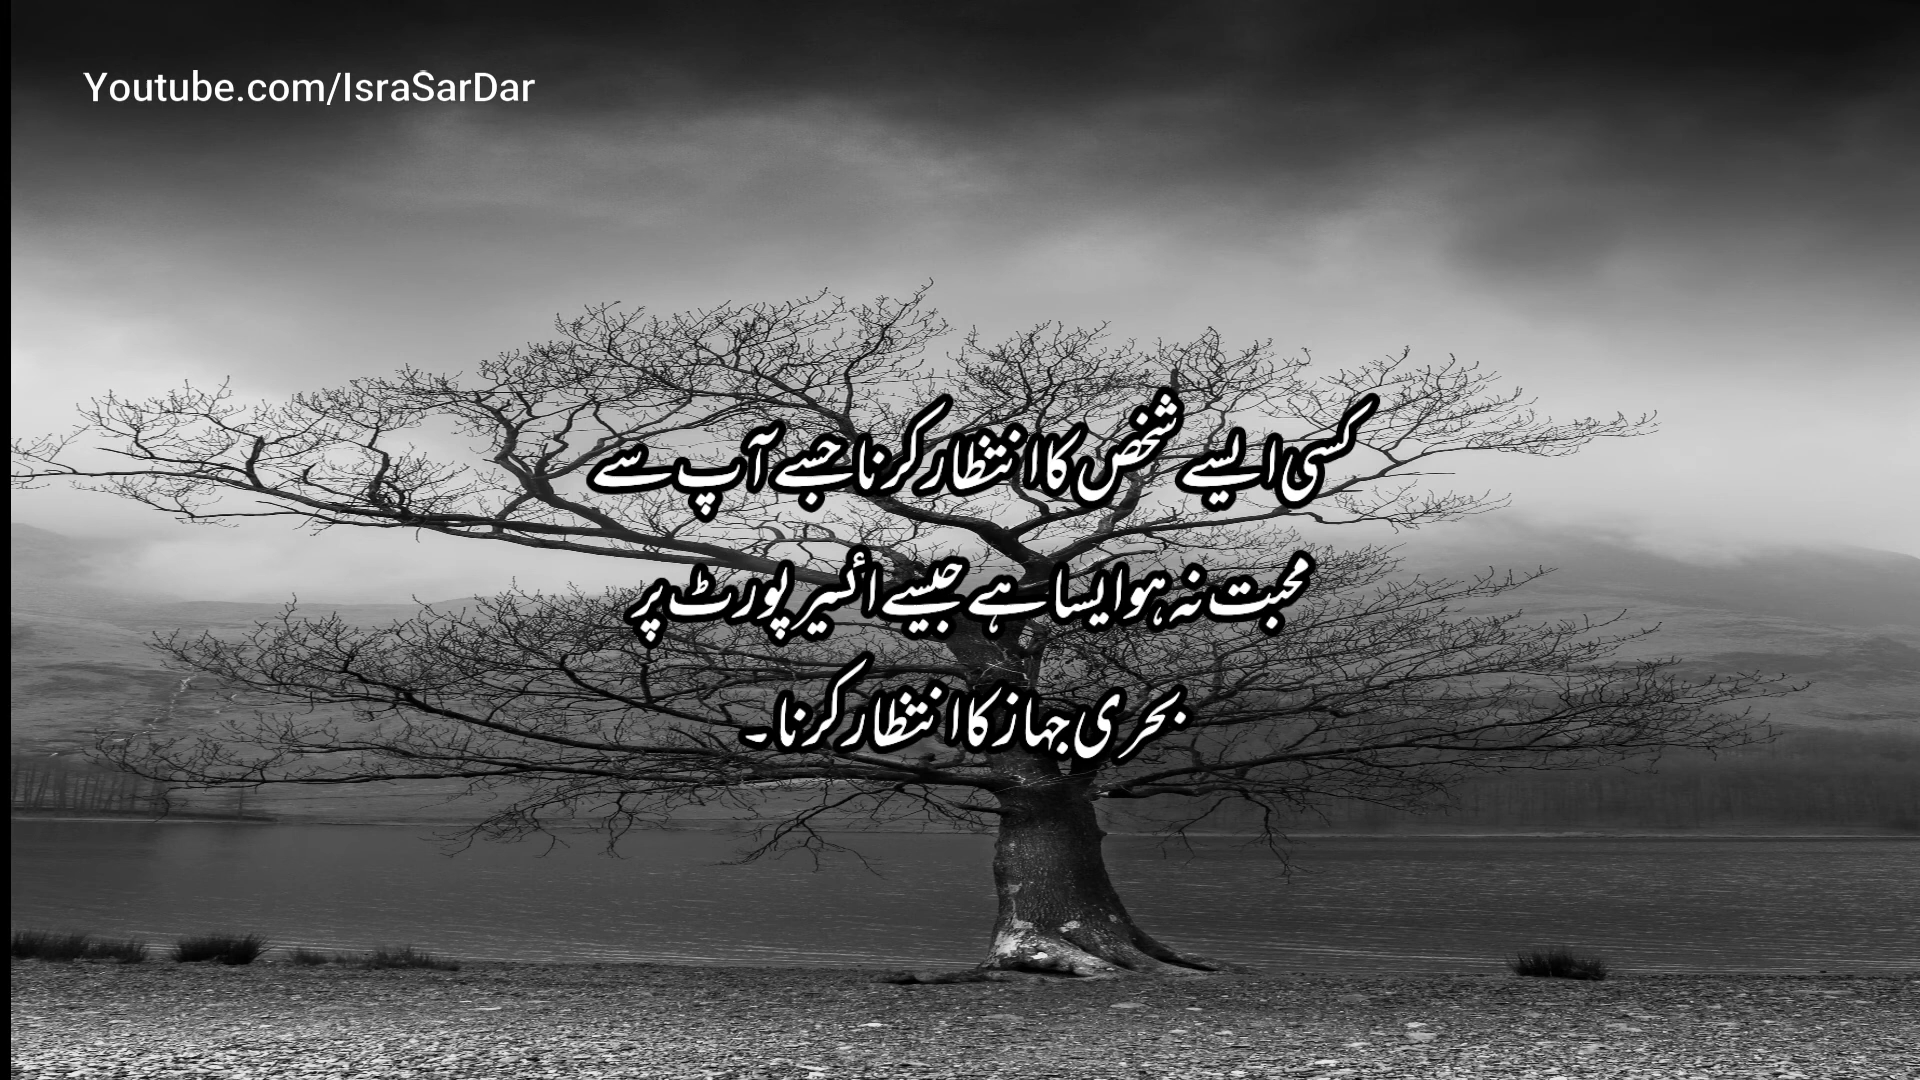 Youtube.com/IsraSarDar
کسی ایسے شخص کا انتظار کرنا جسے آپ سے
محبت نہ ہو ایسا ہے جیسے ائسیرپورٹ پر
بحری جہاز کا انتظار کرنا۔